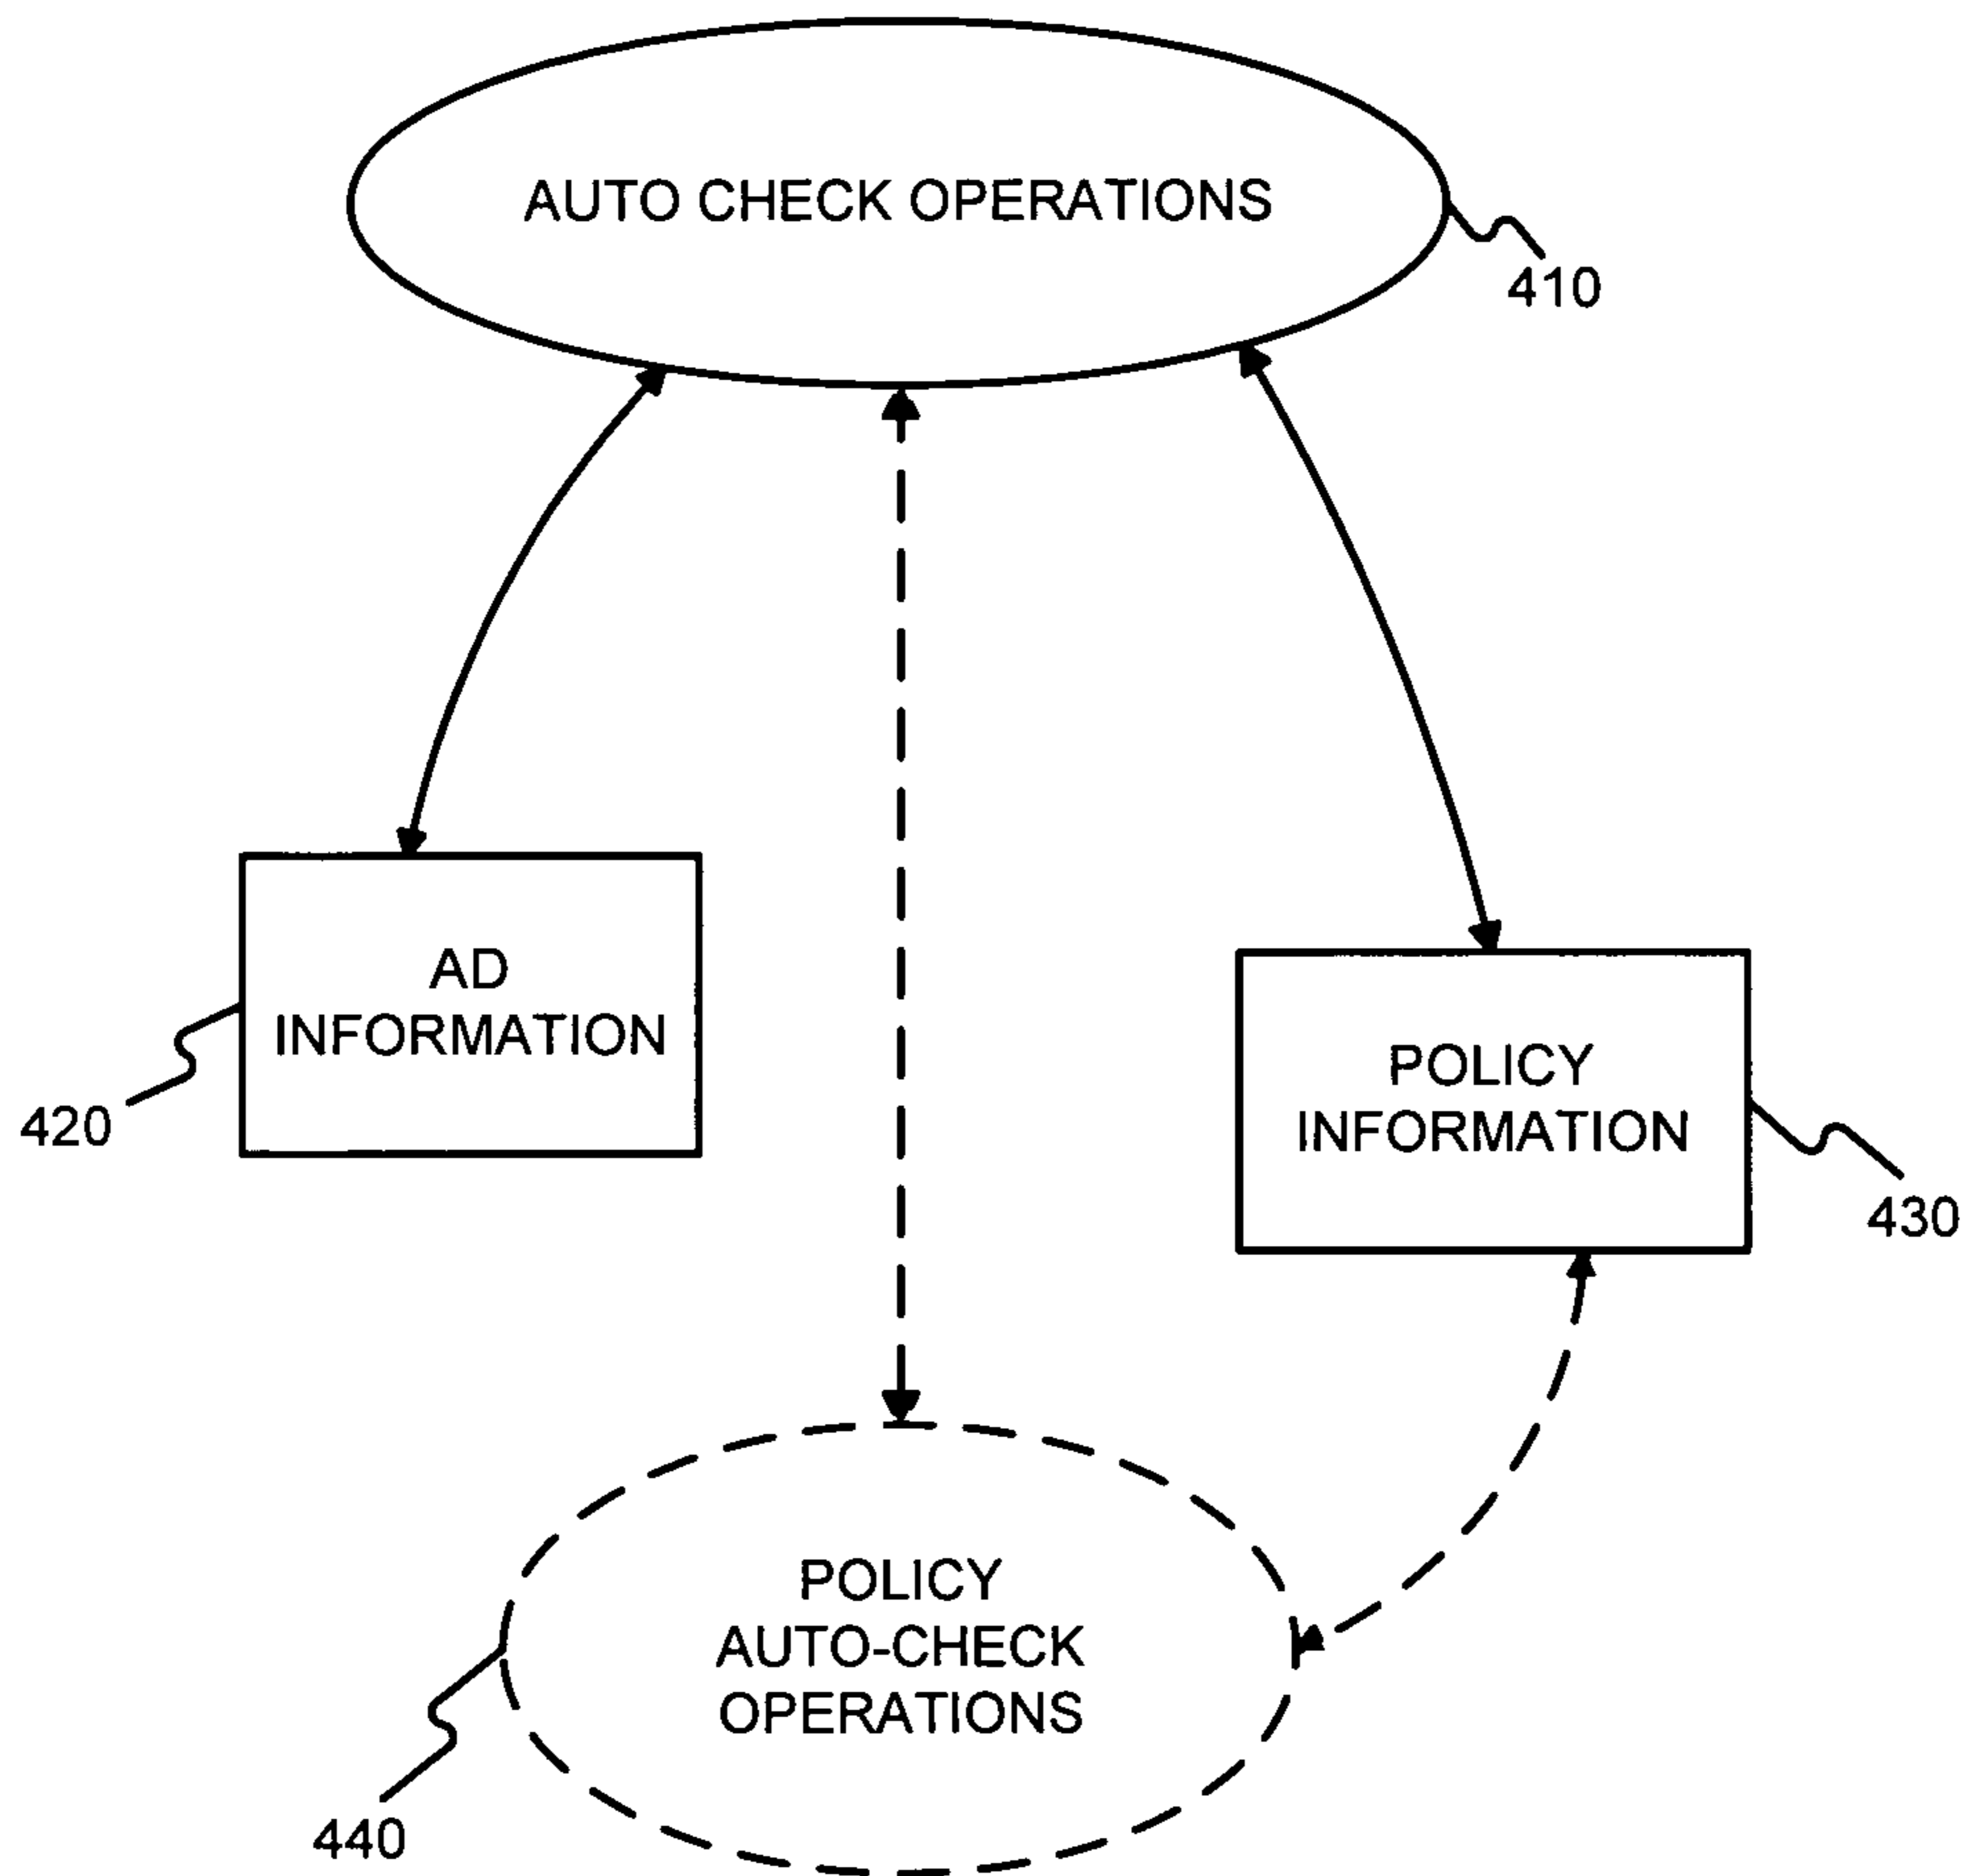 AUTO CHECK OPERATIONS
410
AD
INFORMATION
420
POLICY
INFORMATION
430
POLICY
AUTO-CHECK
OPERATIONS
440